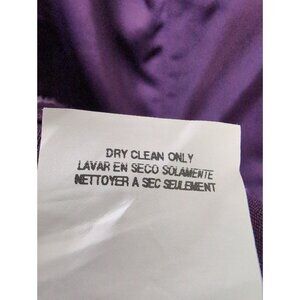 DRY CLEAN ONLY
LAVAR EN SECO SOLAMENTE
NETTOYER A SEC SEULEMENT